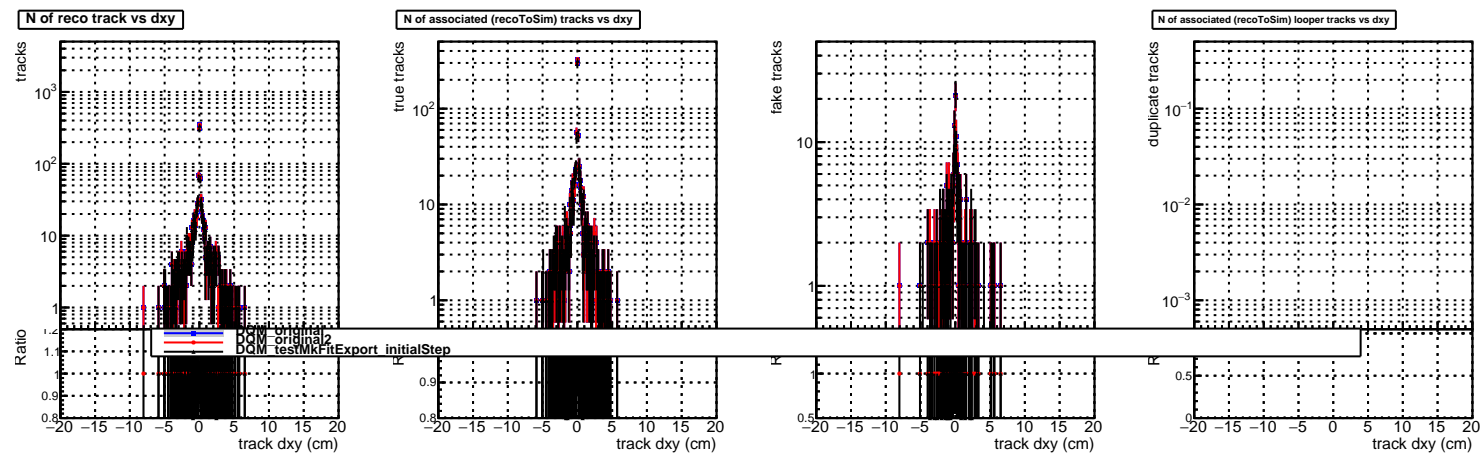 N of reco track vs dxy
N of associated (recoToSim) tracks vs dxy
N of associated (recoToSim) looper tracks vs dxy
tracks
10³
10²
10
1
Ratio
1.2
1.1
1.0
0.9
0.8
−20 −15 −10 −5 0 5 10 15 20
track dxy (cm)
true tracks
10²
10
1
0.9
0.8
−20 −15 −10 −5 0 5 10 15 20
track dxy (cm)
fake tracks
10
1
1
0.5
−20 −15 −10 −5 0 5 10 15 20
track dxy (cm)
duplicate tracks
10⁻¹
10⁻²
10⁻³
0.5
0
−20 −15 −10 −5 0 5 10 15 20
track dxy (cm)
DQM_original
DQM_original2
DQM_testMkFitExport_initialStep